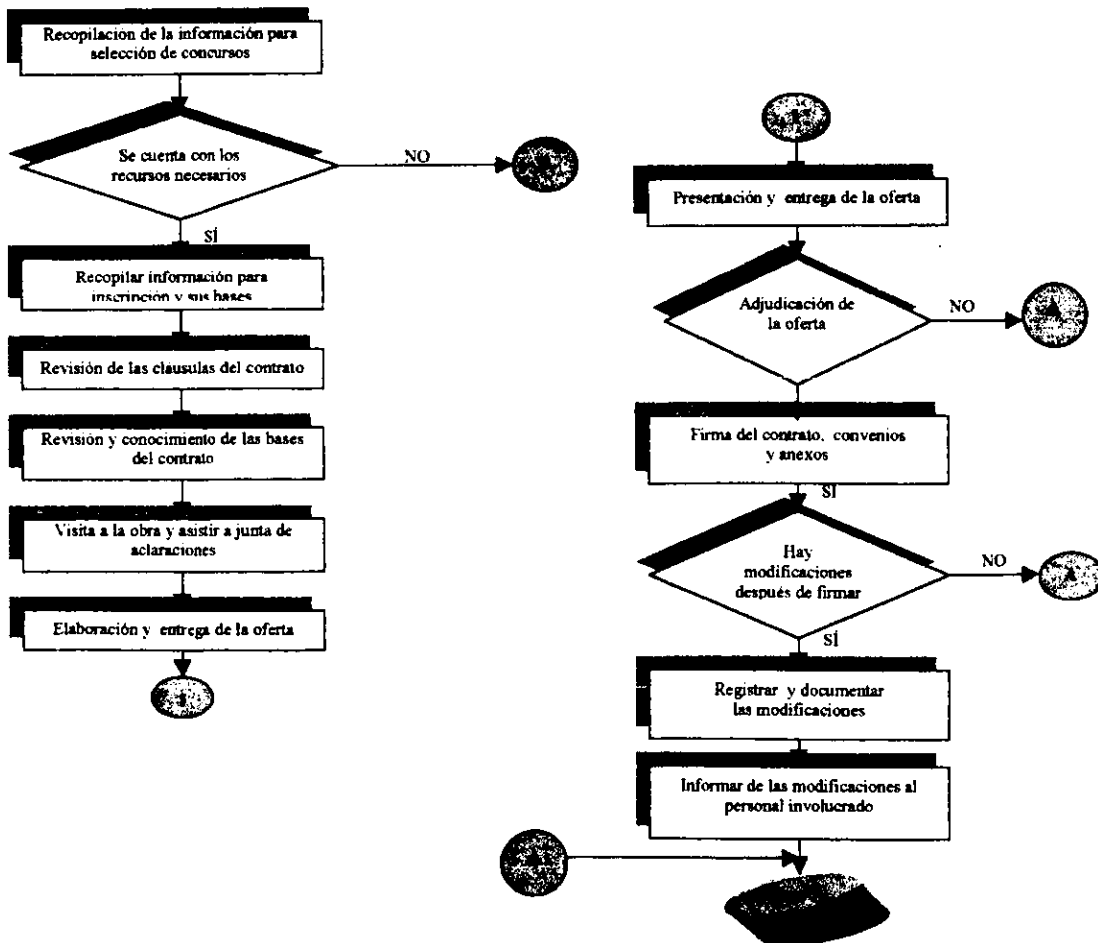 Recopilación de la información para
selección de concursos
Se cuenta con los
recursos necesarios
NO
SÍ
Recopilar información para
inscripción y sus bases
Revisión de las cláusulas del contrato
Revisión y conocimiento de las bases
del contrato
Visita a la obra y asistir a junta de
aclaraciones
Elaboración y entrega de la oferta
Presentación y entrega de la oferta
Adjudicación de
la oferta
NO
A
Firma del contrato, convenios
y anexos
SI
Hay
modificaciones
después de firmar
NO
A
SÍ
Registrar y documentar
las modificaciones
Informar de las modificaciones al
personal involucrado
A